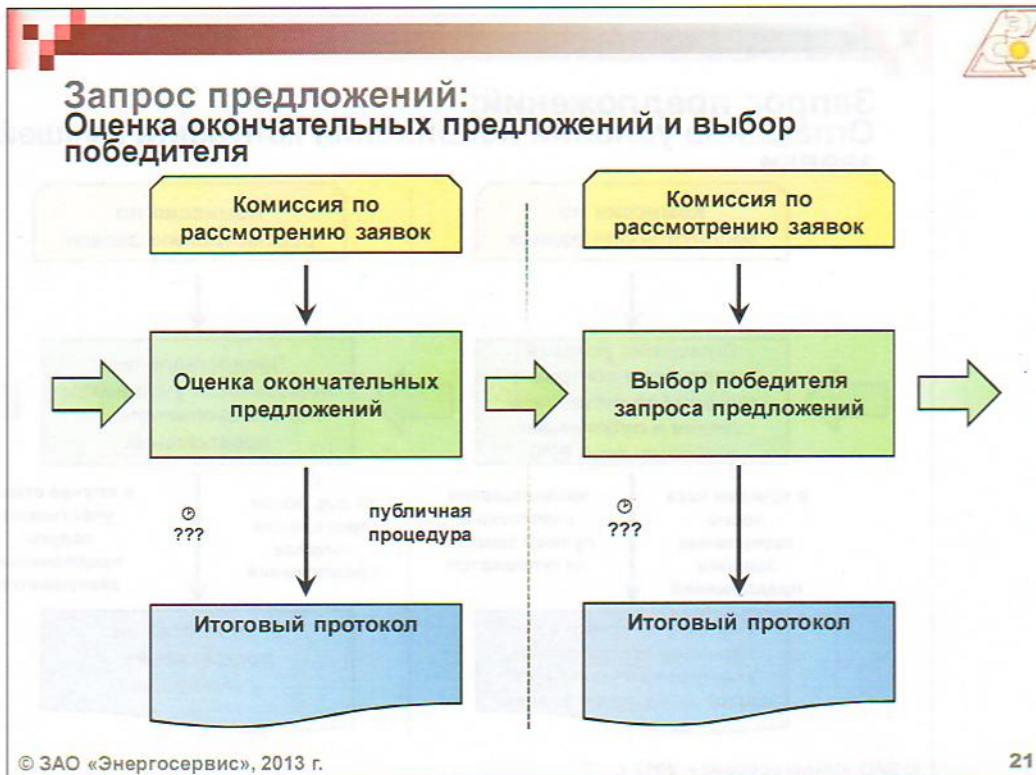 Запрос предложений:
Оценка окончательных предложений и выбор
победителя
Комиссия по
рассмотрению заявок
Комиссия по
рассмотрению заявок
Оценка окончательных
предложений
Выбор победителя
запроса предложений
???
публичная
процедура
???
Итоговый протокол
Итоговый протокол
© ЗАО «Энергосервис», 2013 г.
21